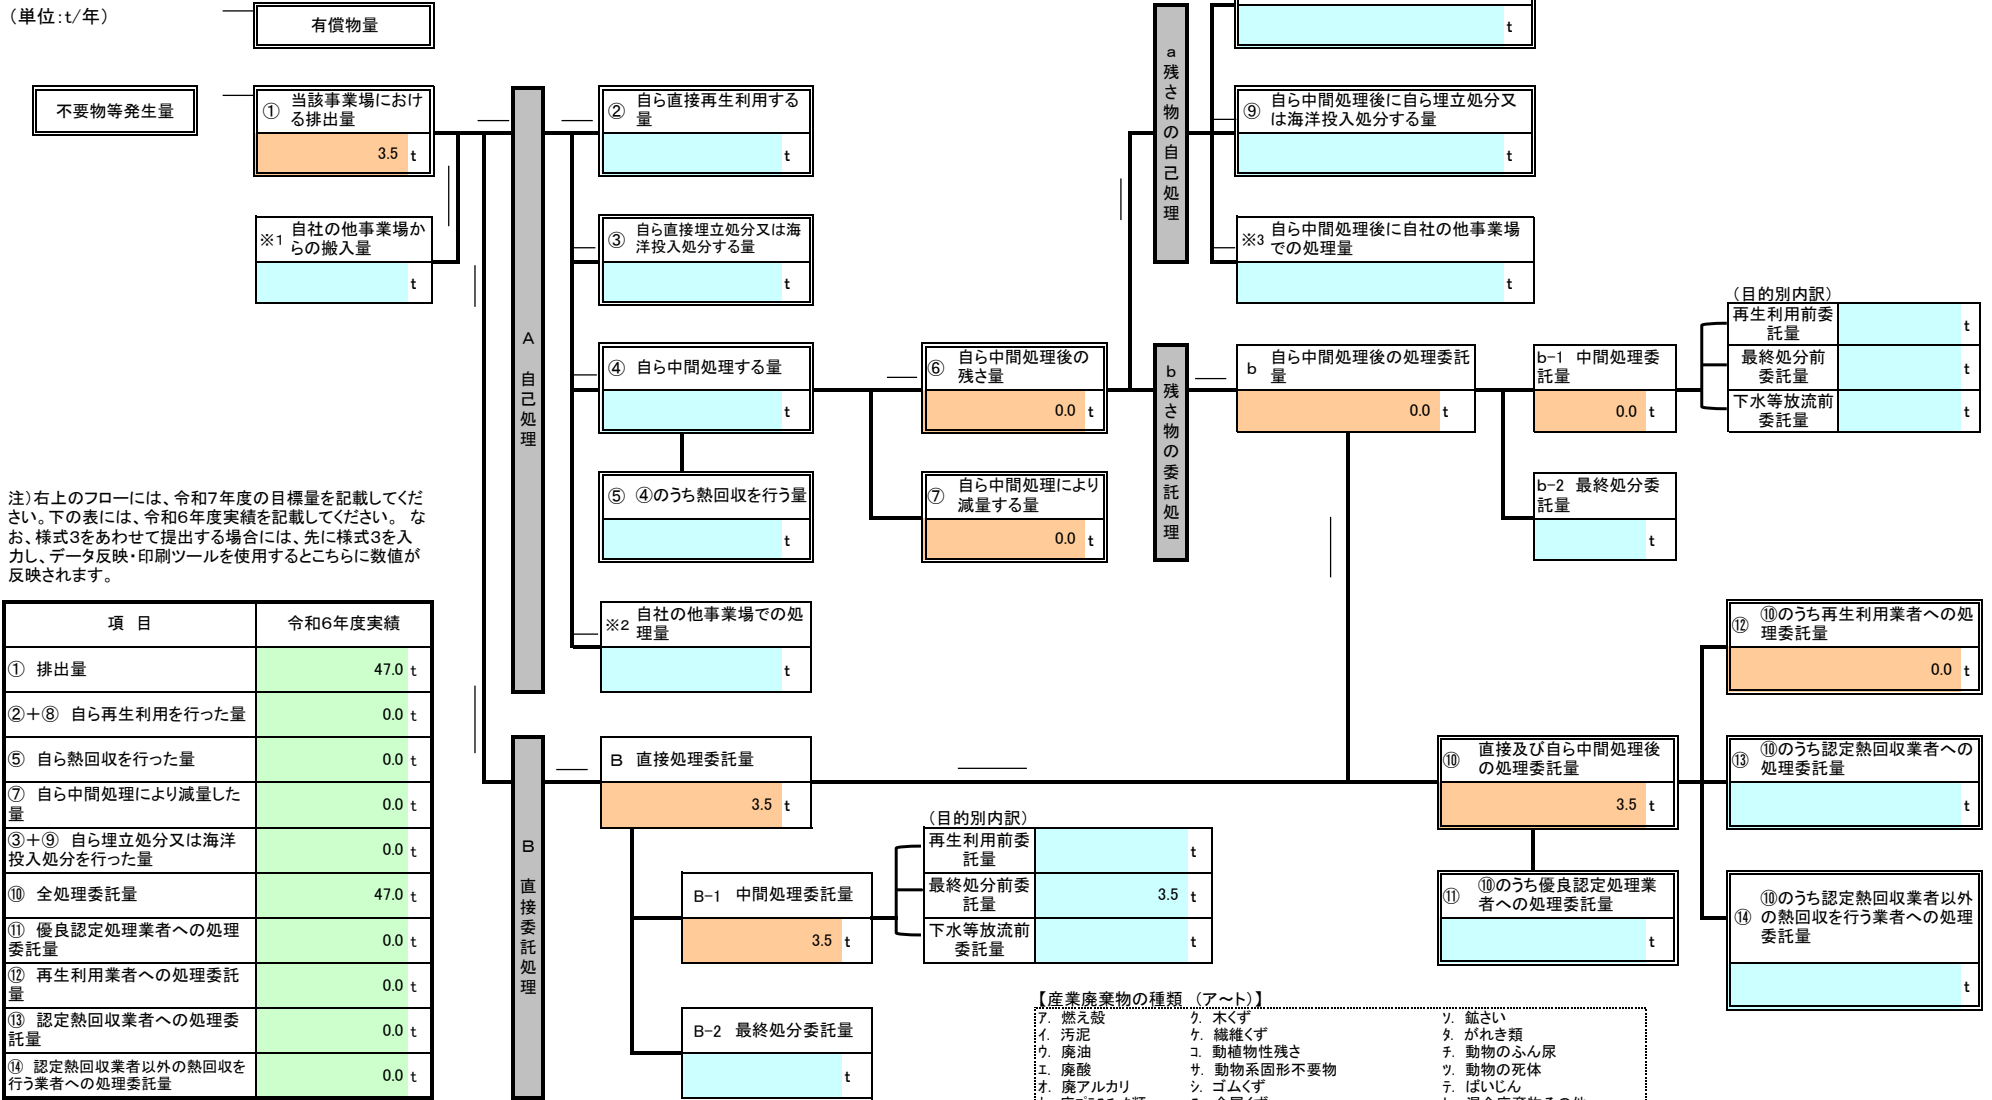 （単位：t/年）
有償物量
t
不要物等発生量
① 当該事業場におけ
る排出量
3.5 t
② 自ら直接再生利用する
量
t
⑨ 自ら中間処理後に自ら埋立処分又
は海洋投入処分する量
t
※1 自社の他事業場か
らの搬入量
t
③ 自ら直接埋立処分又は海
洋投入処分する量
t
※3 自ら中間処理後に自社の他事業場
での処理量
t
A 自己処理
a 残さ物の自己処理
④ 自ら中間処理する量
t
⑥ 自ら中間処理後の
残さ量
0.0 t
b 残さ物の委託処理
b 自ら中間処理後の処理委託
量
0.0 t
b-1 中間処理委
託量
0.0 t
（目的別内訳）
再生利用前委
託量
t
最終処分前
委託量
t
下水等放流前
委託量
t
⑤ ④のうち熱回収を行う量
t
⑦ 自ら中間処理により
減量する量
0.0 t
b-2 最終処分委
託量
t
注）右上のフローには、令和７年度の目標量を記載してくだ
さい。下の表には、令和６年度実績を記載してください。 な
お、様式３をあわせて提出する場合には、先に様式３を入
力し、データ反映・印刷ツールを使用するとこちらに数値が
反映されます。
※2 自社の他事業場での処
理量
t
項 目 令和６年度実績
① 排出量 47.0 t
②＋⑧ 自ら再生利用を行った量 0.0 t
⑤ 自ら熱回収を行った量 0.0 t
⑦ 自ら中間処理により減量した
量 0.0 t
③＋⑨ 自ら埋立処分又は海洋
投入処分を行った量 0.0 t
⑩ 全処理委託量 47.0 t
⑪ 優良認定処理業者への処理
委託量 0.0 t
⑫ 再生利用業者への処理委託
量 0.0 t
⑬ 認定熱回収業者への処理委
託量 0.0 t
⑭ 認定熱回収業者以外の熱回収を
行う業者への処理委託量 0.0 t
B 直接委託処理
B 直接処理委託量
3.5 t
B-1 中間処理委託量
3.5 t
（目的別内訳）
再生利用前委
託量
t
最終処分前委
託量
3.5 t
下水等放流前
委託量
t
B-2 最終処分委託量
t
⑩ 直接及び自ら中間処理後
の処理委託量
3.5 t
⑪ ⑩のうち優良認定処理業
者への処理委託量
t
⑫ ⑩のうち再生利用業者への処
理委託量
0.0 t
⑬ ⑩のうち認定熱回収業者への
処理委託量
t
⑭ ⑩のうち認定熱回収業者以外
の熱回収を行う業者への処理
委託量
t
【産業廃棄物の種類 （ア～ト）】
ア. 燃え殻 ク. 木くず ソ. 鉱さい
イ. 汚泥 ケ. 繊維くず タ. がれき類
ウ. 廃油 コ. 動植物性残さ チ. 動物のふん尿
エ. 廃酸 サ. 動物系固形不要物 ツ. 動物の死体
オ. 廃アルカリ シ. ゴムくず テ. ばいじん